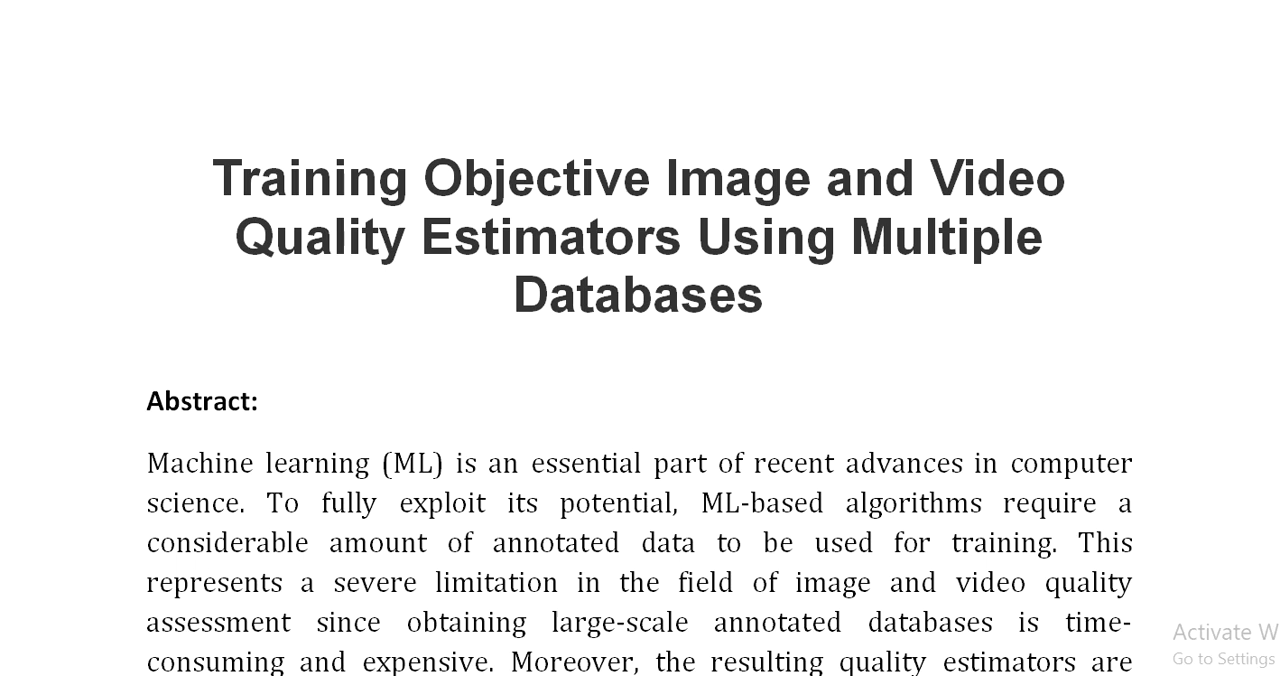 Training Objective Image and Video
Quality Estimators Using Multiple
Databases
Abstract:
Machine learning (ML) is an essential part of recent advances in computer
science. To fully exploit its potential, ML-based algorithms require a
considerable amount of annotated data to be used for training. This
represents a severe limitation in the field of image and video quality
assessment since obtaining large-scale annotated databases is time-
consuming and expensive. Moreover, the resulting quality estimators are
Activate W
Go to Settings